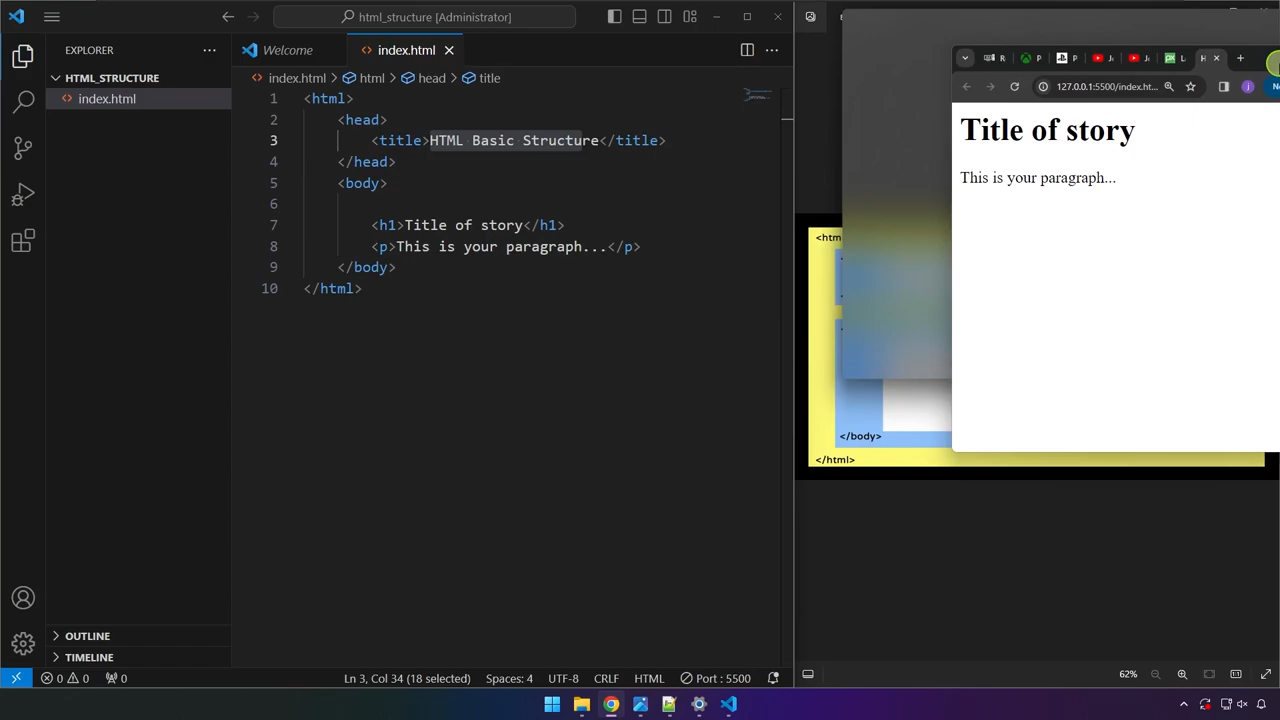 html_structure [Administrator]
EXPLORER
HTML_STRUCTURE
index.html
OUTLINE
TIMELINE
Welcome
index.html
index.html > html > head > title
1 <html>
2 <head>
3 <title>HTML Basic Structure</title>
4 </head>
5 <body>
6
7 <h1>Title of story</h1>
8 <p>This is your paragraph...</p>
9 </body>
10 </html>
127.0.0.1:5500/index.ht...
Title of story
This is your paragraph...
<htm
</body>
</html>
0 0 0 Ln 3, Col 34 (18 selected) Spaces: 4 UTF-8 CRLF HTML Port : 5500
62%